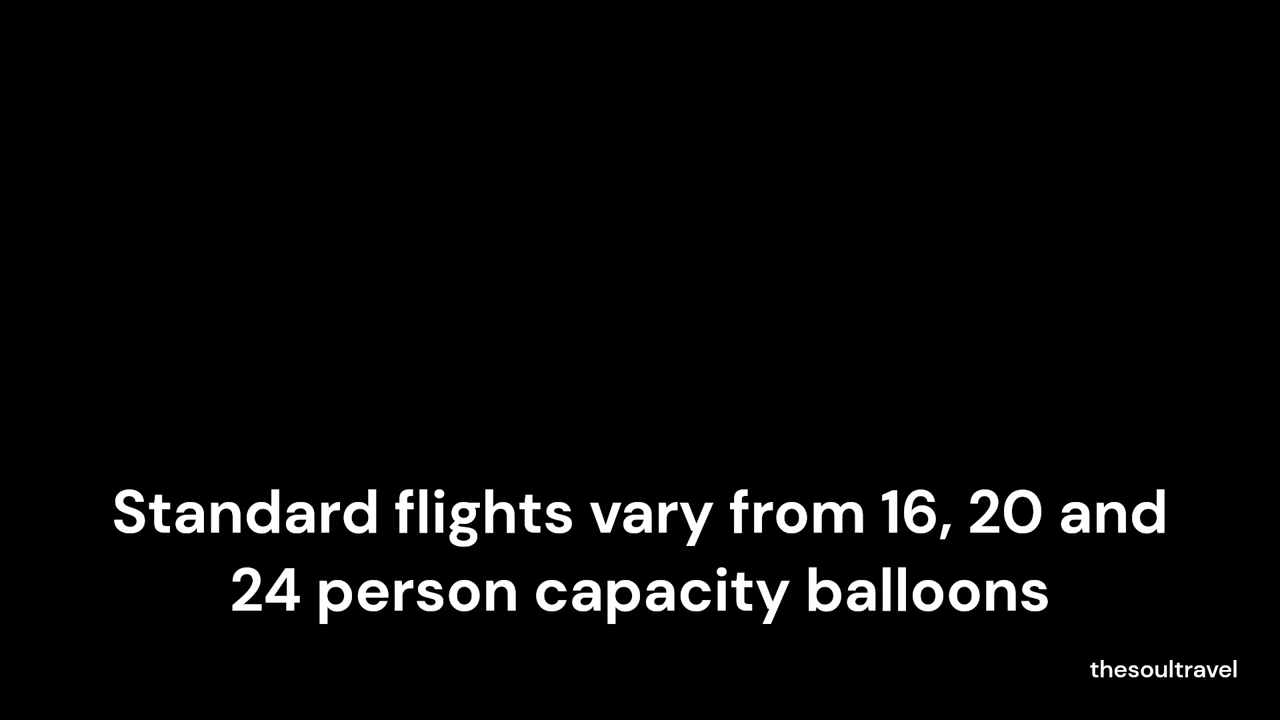 Standard flights vary from 16, 20 and
24 person capacity balloons
thesoultravel